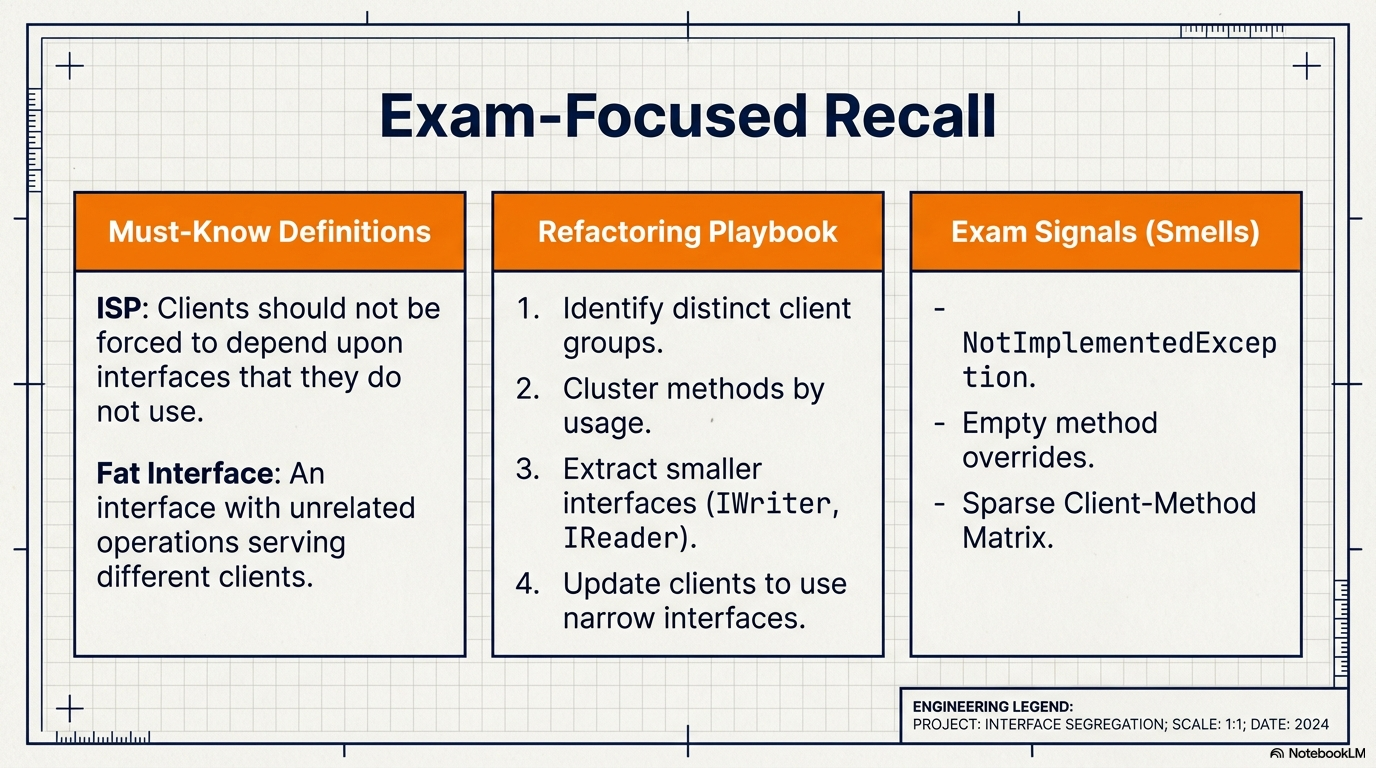 Exam-Focused Recall
Must-Know Definitions
ISP: Clients should not be
forced to depend upon
interfaces that they do
not use.
Fat Interface: An
interface with unrelated
operations serving
different clients.
Refactoring Playbook
1. Identify distinct client
groups.
2. Cluster methods by
usage.
3. Extract smaller
interfaces (IWriter,
IReader).
4. Update clients to use
narrow interfaces.
Exam Signals (Smells)
-
NotImplementedExcep
tion.
- Empty method
overrides.
- Sparse Client-Method
Matrix.
ENGINEERING LEGEND:
PROJECT: INTERFACE SEGREGATION; SCALE: 1:1; DATE: 2024
NotebookLM